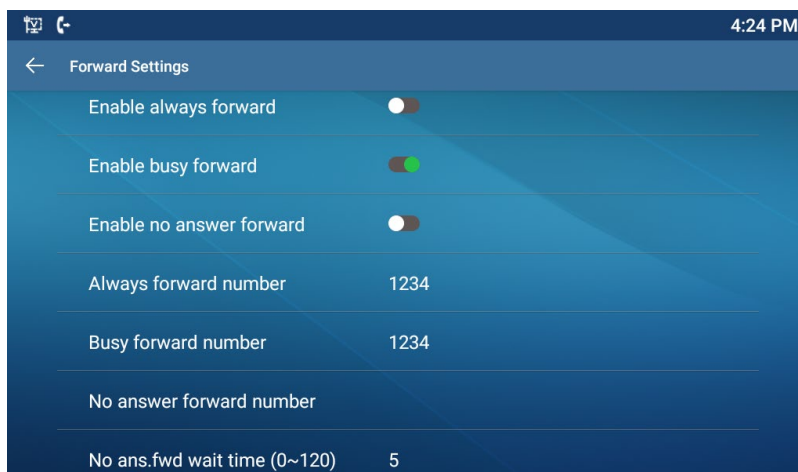 4:24 PM
Forward Settings
Enable always forward
Enable busy forward
Enable no answer forward
Always forward number 1234
Busy forward number 1234
No answer forward number
No ans.fwd wait time (0~120) 5